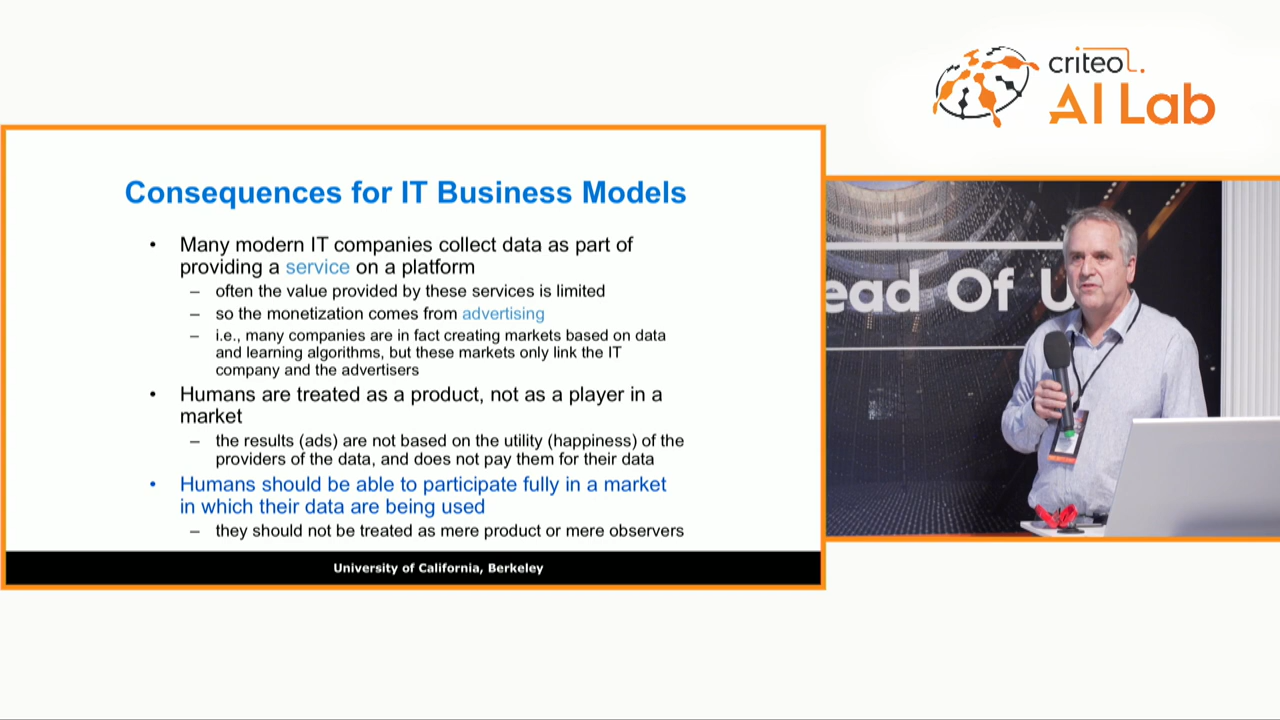 criteo
AI Lab
Consequences for IT Business Models
• Many modern IT companies collect data as part of
providing a service on a platform
– often the value provided by these services is limited
– so the monetization comes from advertising
– i.e., many companies are in fact creating markets based on data
and learning algorithms, but these markets only link the IT
company and the advertisers
• Humans are treated as a product, not as a player in a
market
– the results (ads) are not based on the utility (happiness) of the
providers of the data, and does not pay them for their data
• Humans should be able to participate fully in a market
in which their data are being used
– they should not be treated as mere product or mere observers
University of California, Berkeley
ead Of U